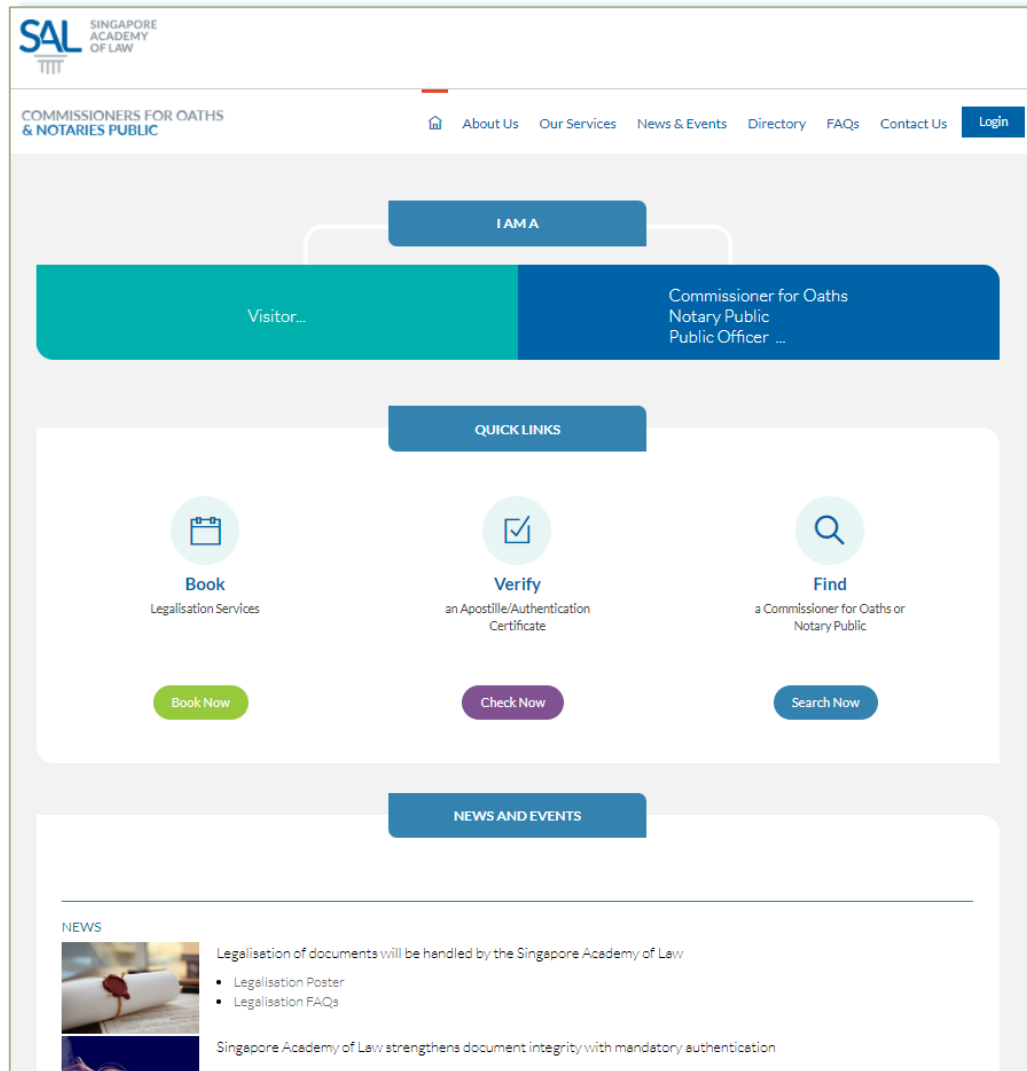 SAL
SINGAPORE
ACADEMY
OF LAW
COMMISSIONERS FOR OATHS
& NOTARIES PUBLIC
About Us
Our Services
News & Events
Directory
FAQs
Contact Us
Login
I AM A
Visitor...
Commissioner for Oaths
Notary Public
Public Officer ...
QUICK LINKS
Book
Legalisation Services
Book Now
Verify
an Apostille/Authentication
Certificate
Check Now
Find
a Commissioner for Oaths or
Notary Public
Search Now
NEWS AND EVENTS
NEWS
Legalisation of documents will be handled by the Singapore Academy of Law
• Legalisation Poster
• Legalisation FAQs
Singapore Academy of Law strengthens document integrity with mandatory authentication